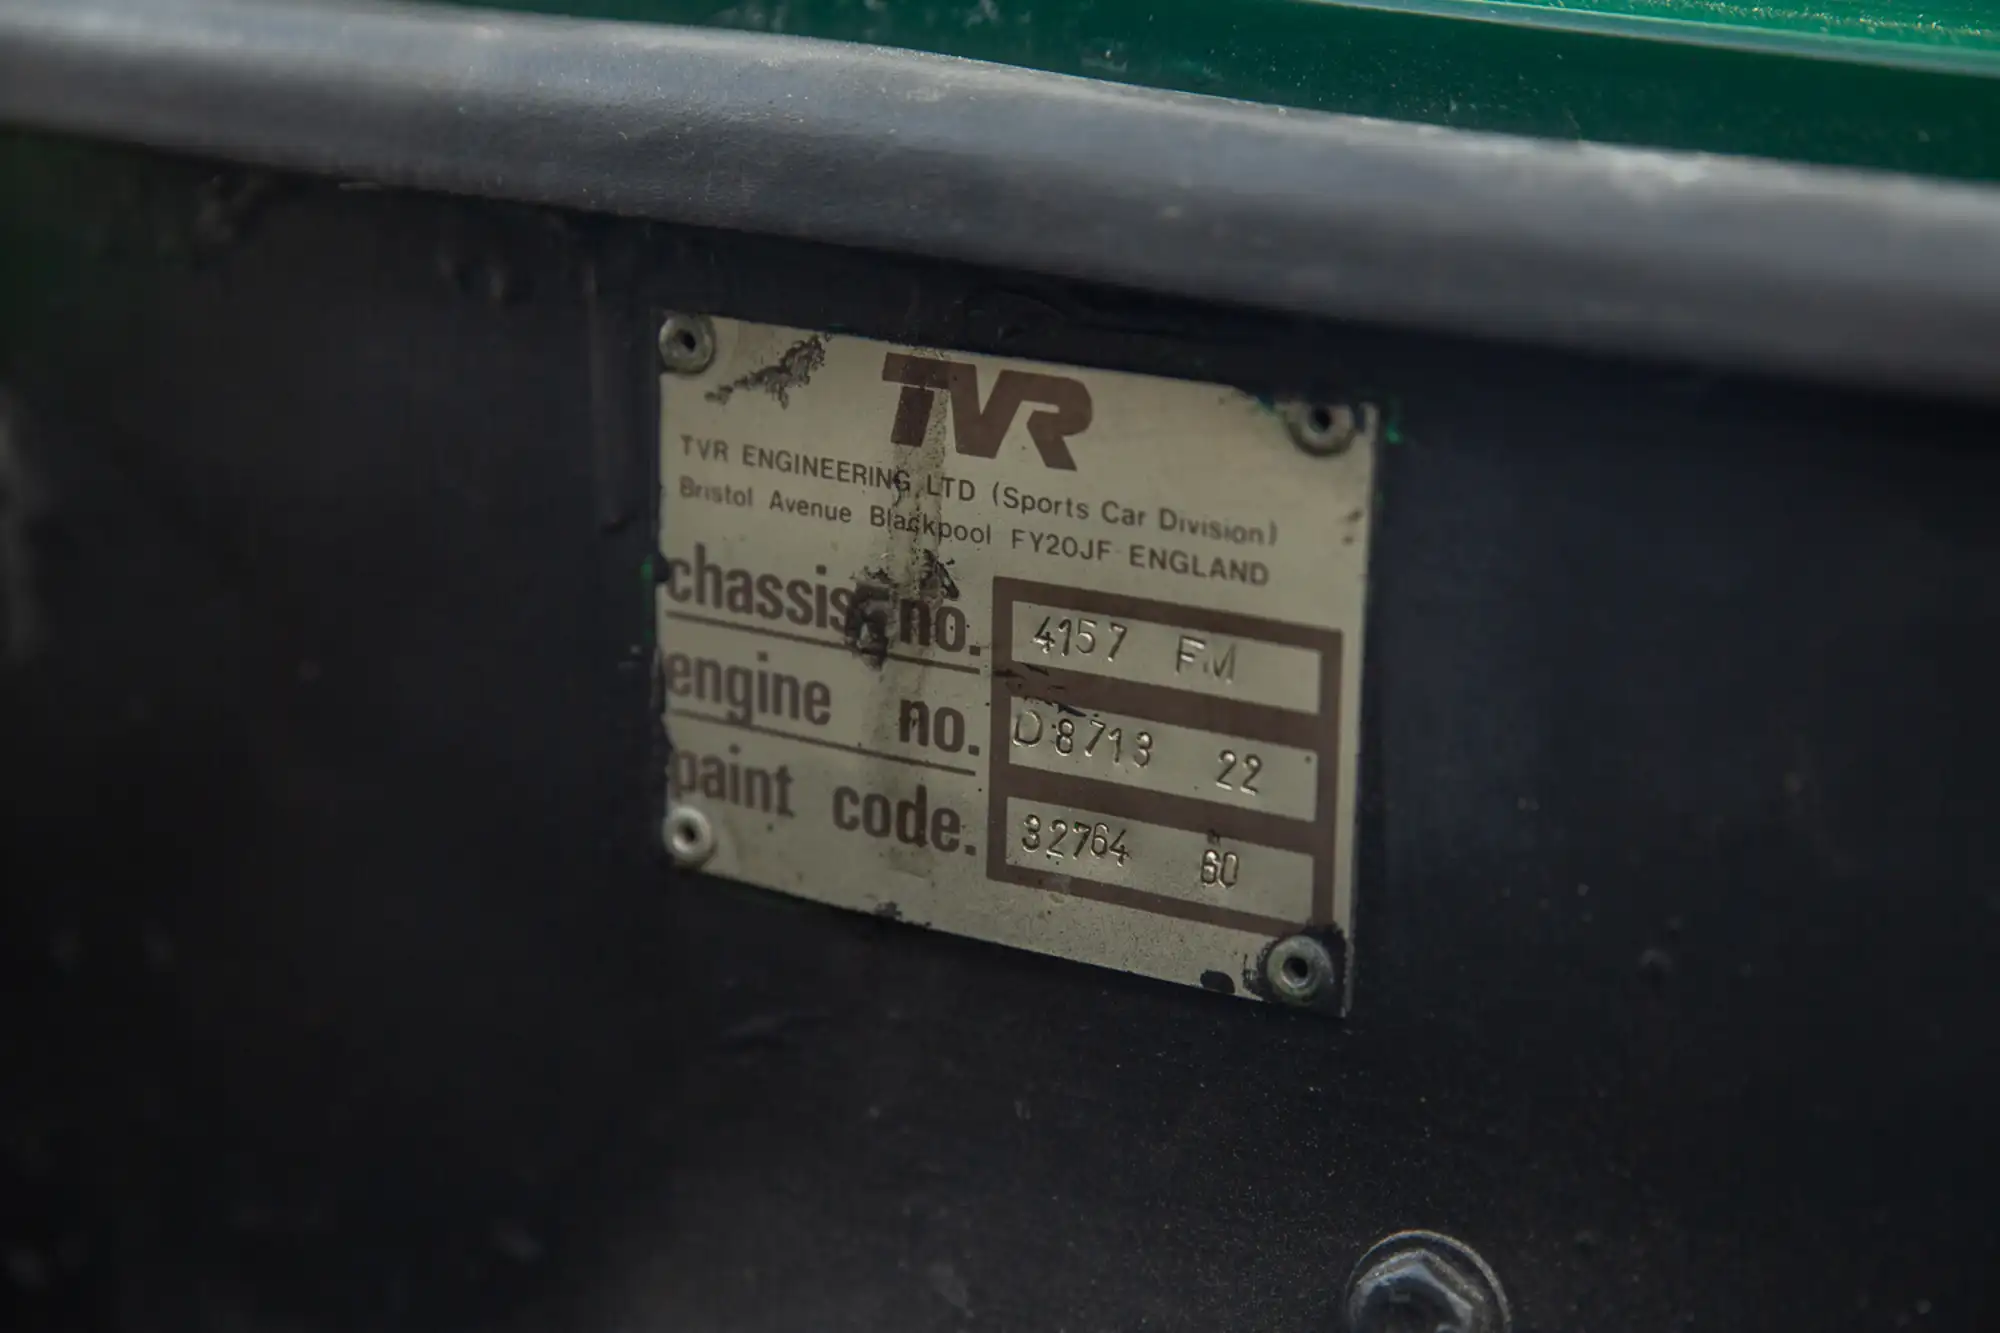 TVR
TVR ENGINEERING LTD (Sports Car Division)
Bristol Avenue Blackpool FY20JF ENGLAND
chassis no. 4157 FM
engine no. D8713 22
paint code. 32764 60